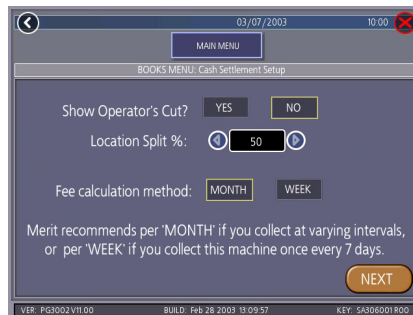 03/07/2003 10:00
MAIN MENU
BOOKS MENU: Cash Settlement Setup
Show Operator's Cut? YES NO
Location Split %: 50
Fee calculation method: MONTH WEEK
Merit recommends per 'MONTH' if you collect at varying intervals,
or per 'WEEK' if you collect this machine once every 7 days.
NEXT
VER: PG3002 V11.00 BUILD: Feb 28 2003 13:09:57 KEY: SA306001 R00